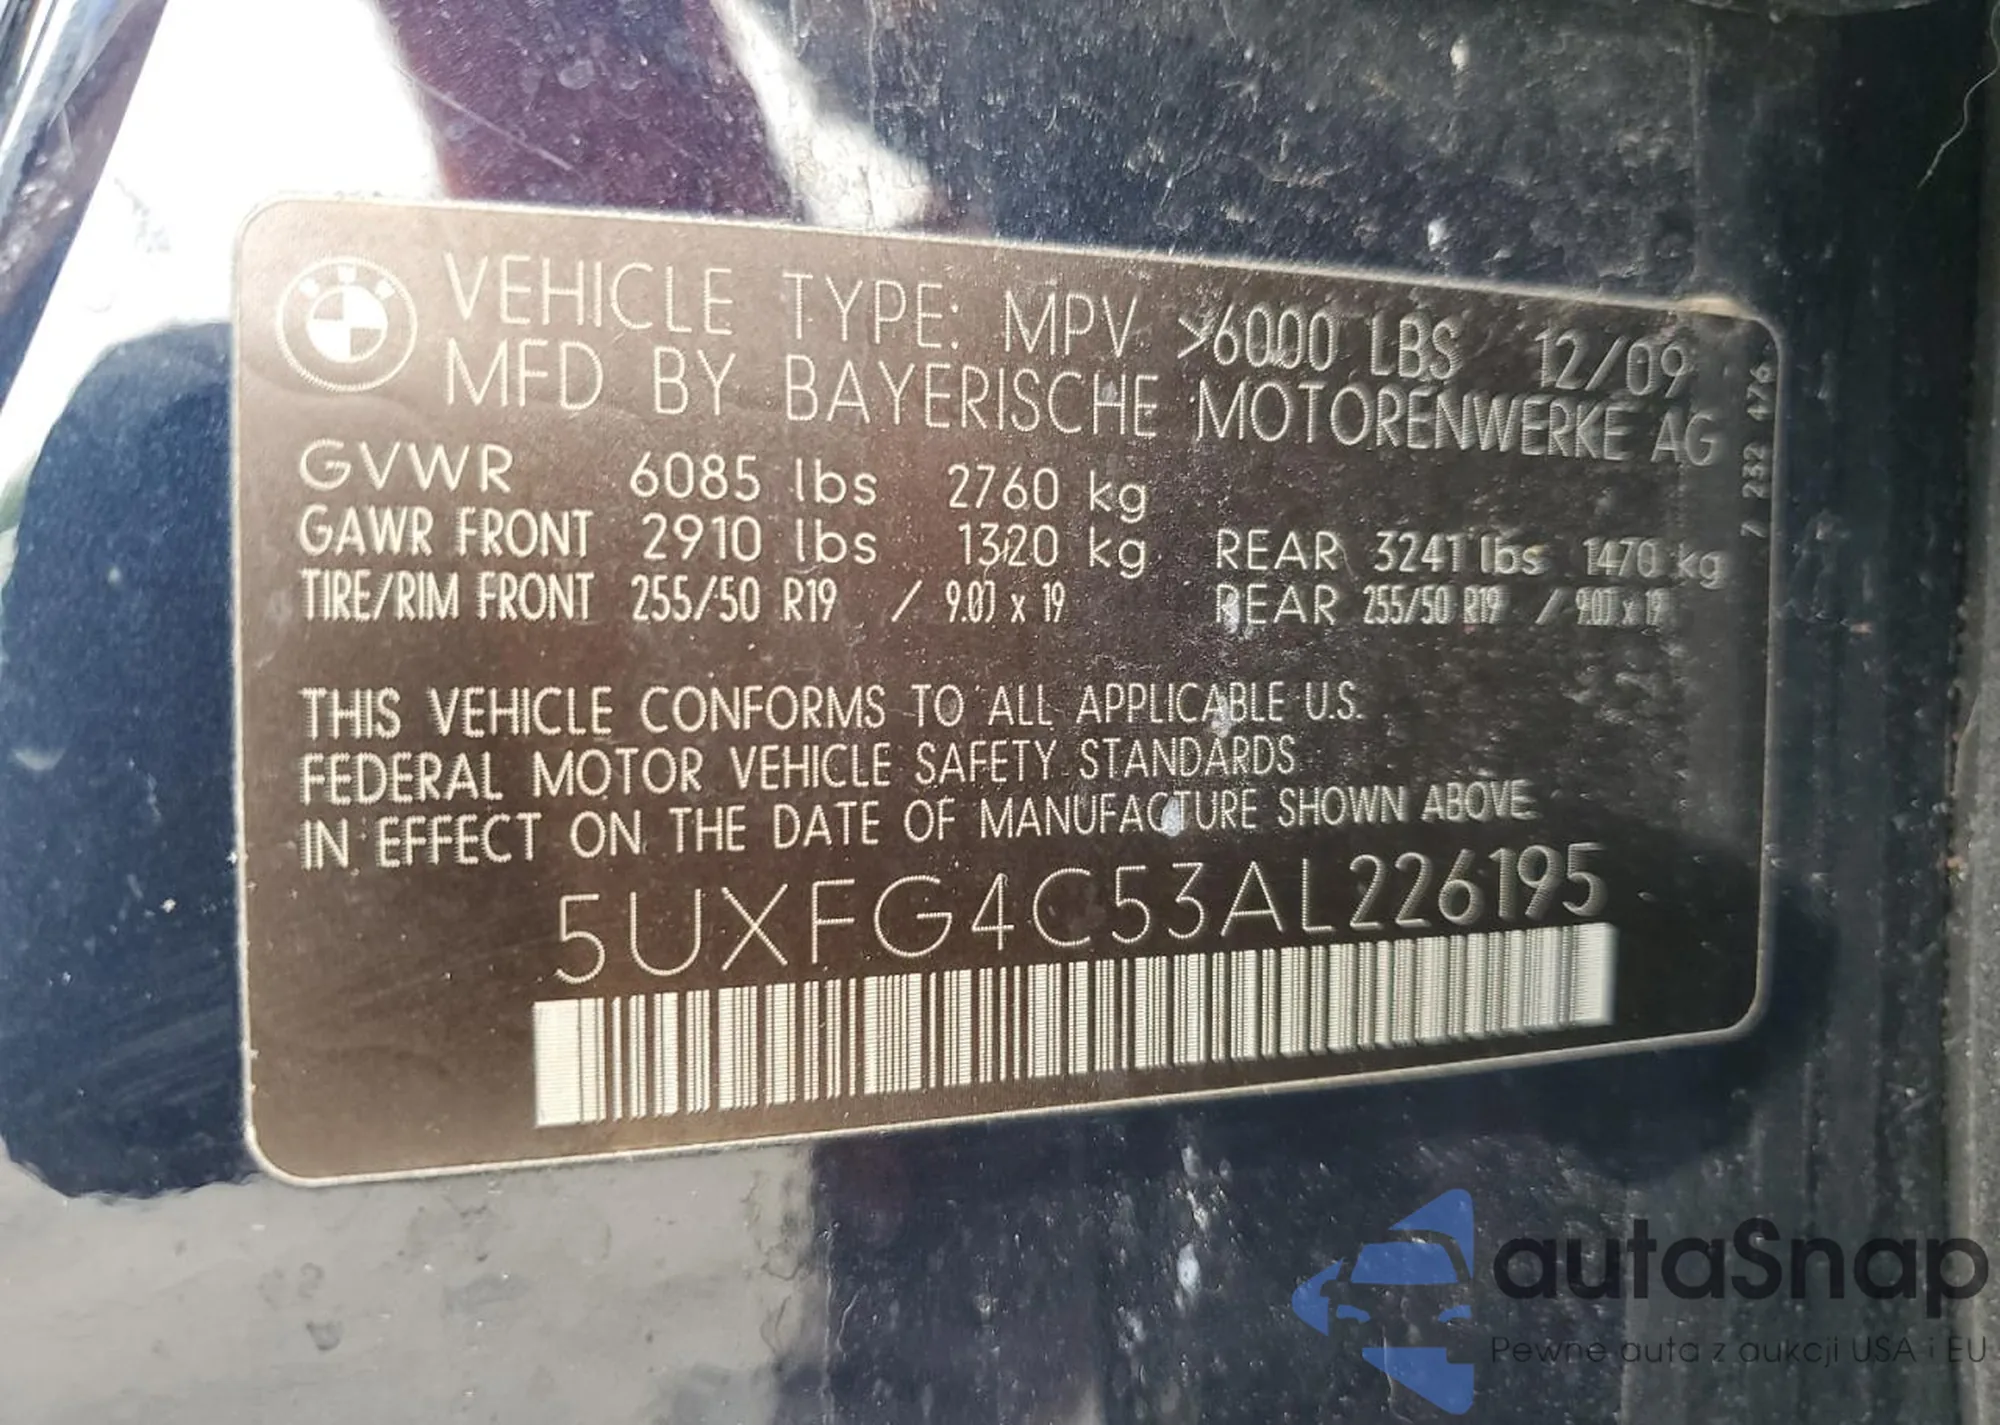 VEHICLE TYPE: MPV >6000 LBS 12/09
MFD BY BAYERISCHE MOTORENWERKE AG
GVWR 6085 lbs 2760 kg
GAWR FRONT 2910 lbs 1320 kg REAR 3241 lbs 1470 kg
TIRE/RIM FRONT 255/50 R19 / 9.0J x 19 REAR 255/50 R19 / 9.0J x 19
7 232 476
THIS VEHICLE CONFORMS TO ALL APPLICABLE U.S.
FEDERAL MOTOR VEHICLE SAFETY STANDARDS
IN EFFECT ON THE DATE OF MANUFACTURE SHOWN ABOVE
5UXFG4C53AL226195
autaSnap
Pewne auta z aukcji USA i EU